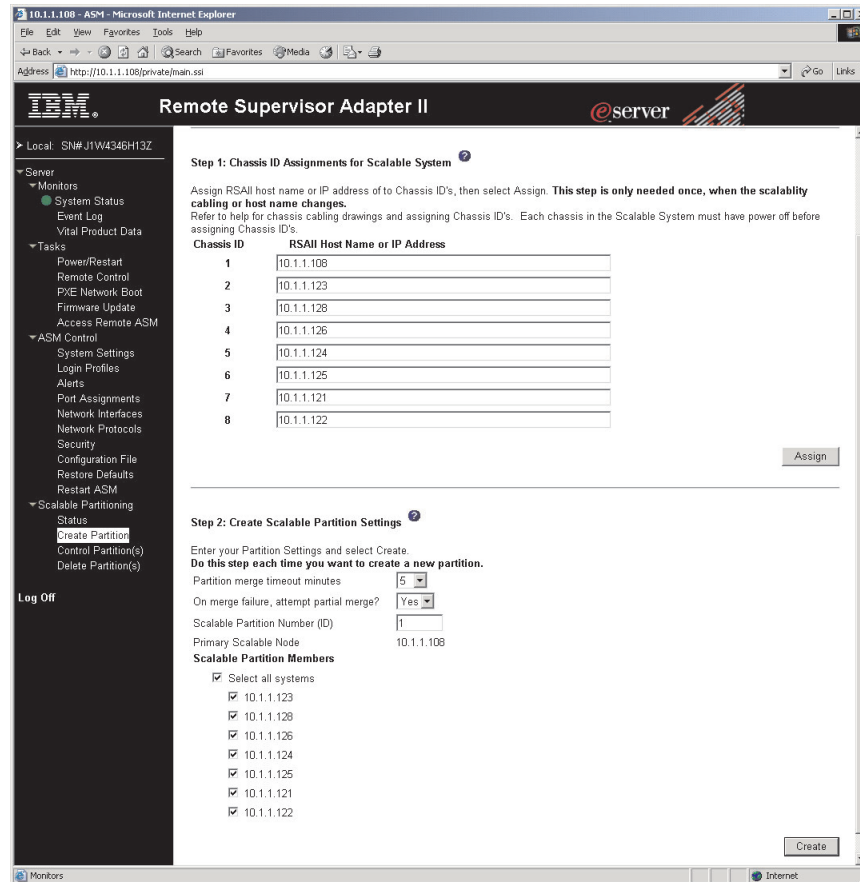 10.1.1.108 - ASM - Microsoft Internet Explorer
File Edit View Favorites Tools Help
Back Search Favorites Media
Address http://10.1.1.108/private/main.ssi Go Links
IBM® Remote Supervisor Adapter II eserver
Local: SN# J1W4346H13Z
Server
Monitors
System Status
Event Log
Vital Product Data
Tasks
Power/Restart
Remote Control
PXE Network Boot
Firmware Update
Access Remote ASM
ASM Control
System Settings
Login Profiles
Alerts
Port Assignments
Network Interfaces
Network Protocols
Security
Configuration File
Restore Defaults
Restart ASM
Scalable Partitioning
Status
Create Partition
Control Partition(s)
Delete Partition(s)
Log Off
Step 1: Chassis ID Assignments for Scalable System ?
Assign RSAII host name or IP address of to Chassis ID's, then select Assign. This step is only needed once, when the scalablity
cabling or host name changes.
Refer to help for chassis cabling drawings and assigning Chassis ID's. Each chassis in the Scalable System must have power off before
assigning Chassis ID's.
Chassis ID RSAII Host Name or IP Address
1 10.1.1.108
2 10.1.1.123
3 10.1.1.128
4 10.1.1.126
5 10.1.1.124
6 10.1.1.125
7 10.1.1.121
8 10.1.1.122
Assign
Step 2: Create Scalable Partition Settings ?
Enter your Partition Settings and select Create.
Do this step each time you want to create a new partition.
Partition merge timeout minutes 5
On merge failure, attempt partial merge? Yes
Scalable Partition Number (ID) 1
Primary Scalable Node 10.1.1.108
Scalable Partition Members
Select all systems
10.1.1.123
10.1.1.128
10.1.1.126
10.1.1.124
10.1.1.125
10.1.1.121
10.1.1.122
Create
Monitors Internet